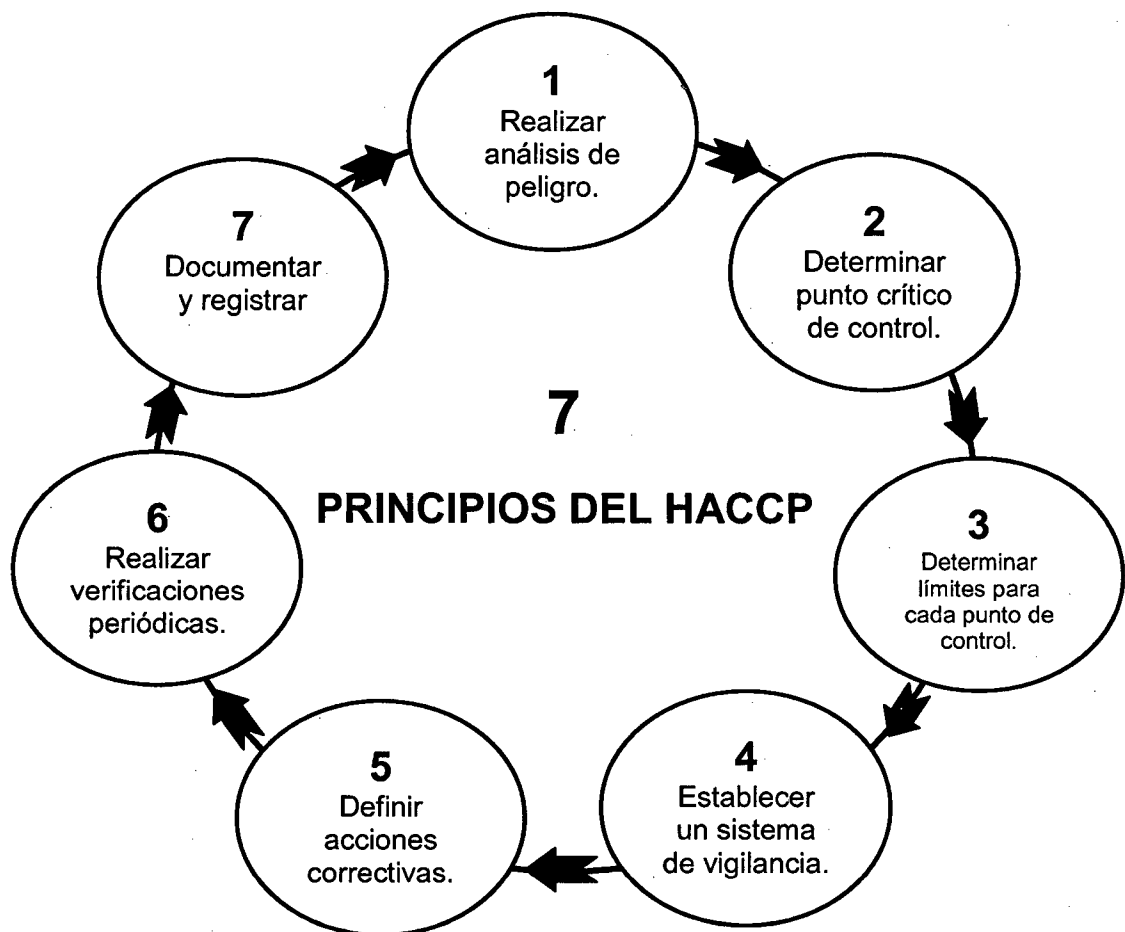 1
Realizar
análisis de
peligro.
2
Determinar
punto crítico
de control.
3
Determinar
límites para
cada punto de
control.
4
Establecer
un sistema
de vigilancia.
5
Definir
acciones
correctivas.
6
Realizar
verificaciones
periódicas.
7
Documentar
y registrar
7
PRINCIPIOS DEL HACCP